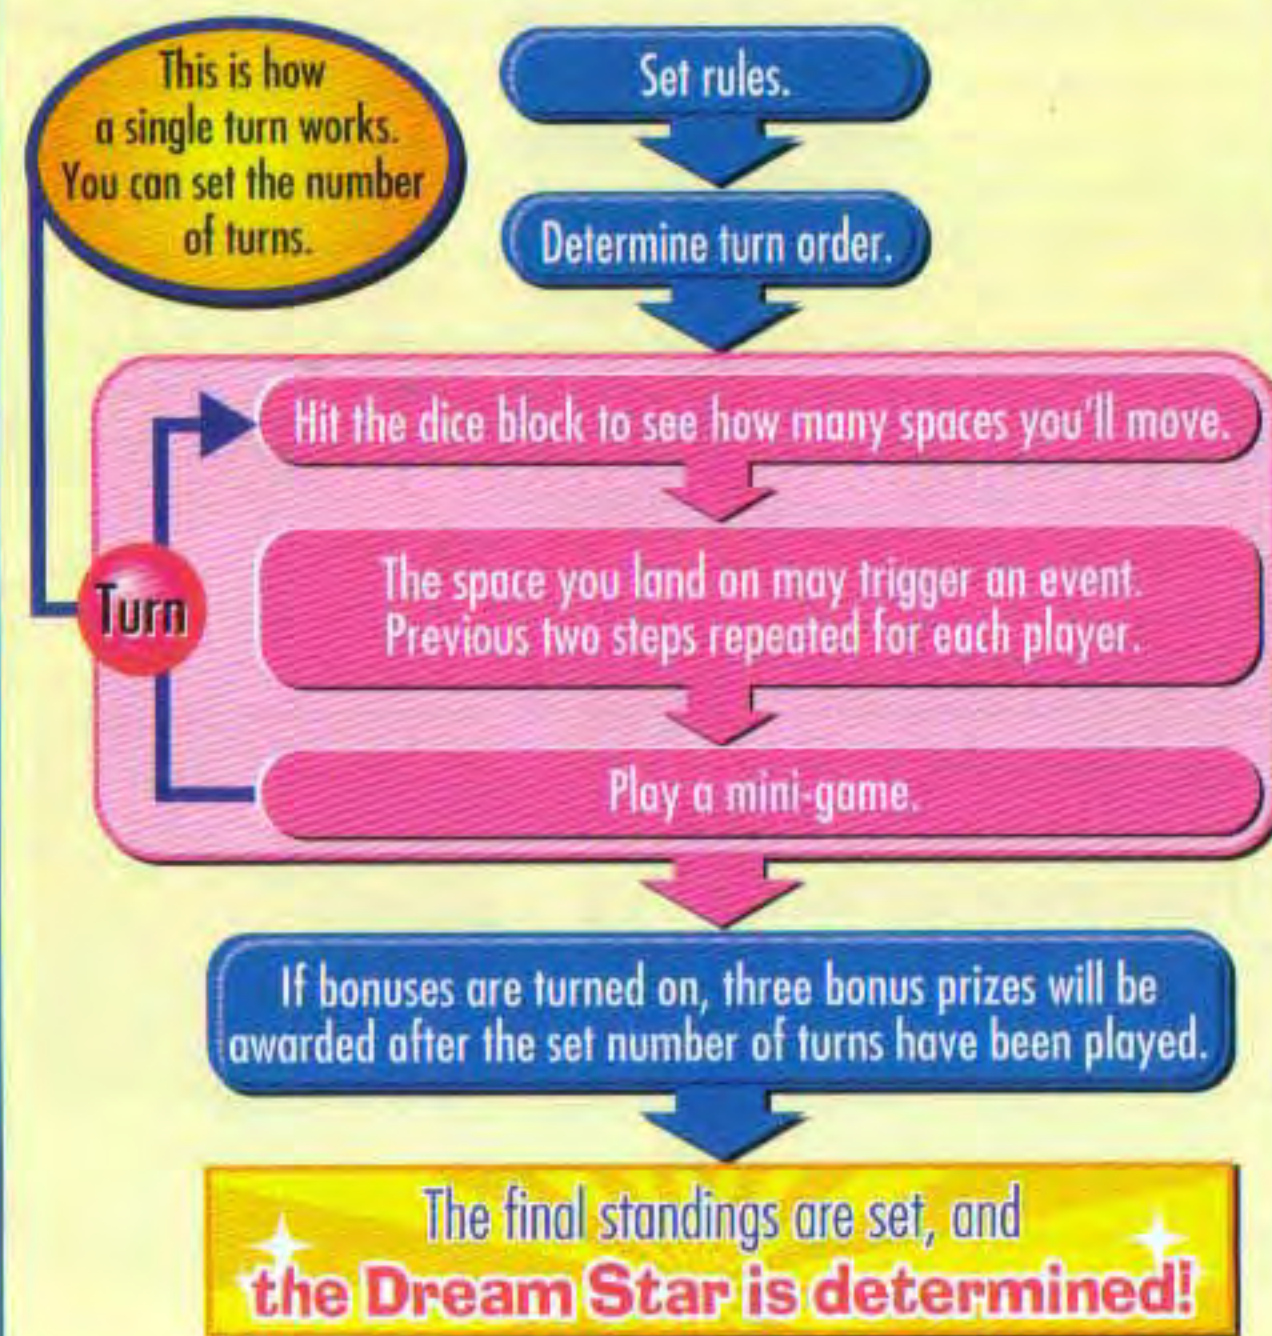 This is how
a single turn works.
You can set the number
of turns.
Set rules.
Determine turn order.
Hit the dice block to see how many spaces you'll move.
The space you land on may trigger an event.
Previous two steps repeated for each player.
Turn
Play a mini-game.
If bonuses are turned on, three bonus prizes will be
awarded after the set number of turns have been played.
The final standings are set, and
the Dream Star is determined!